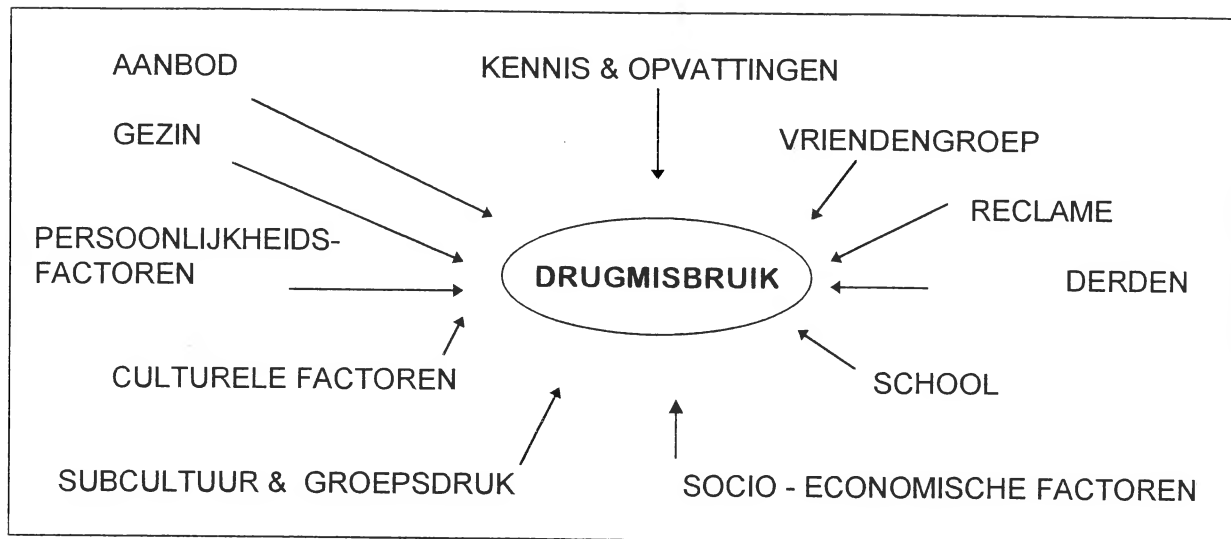 AANBOD
KENNIS & OPVATTINGEN
GEZIN
VRIENDENGROEP
RECLAME
PERSOONLIJKHEIDS-
FACTOREN
DRUGMISBRUIK
DERDEN
CULTURELE FACTOREN
SCHOOL
SUBCULTUUR & GROEPSDRUK
SOCIO - ECONOMISCHE FACTOREN